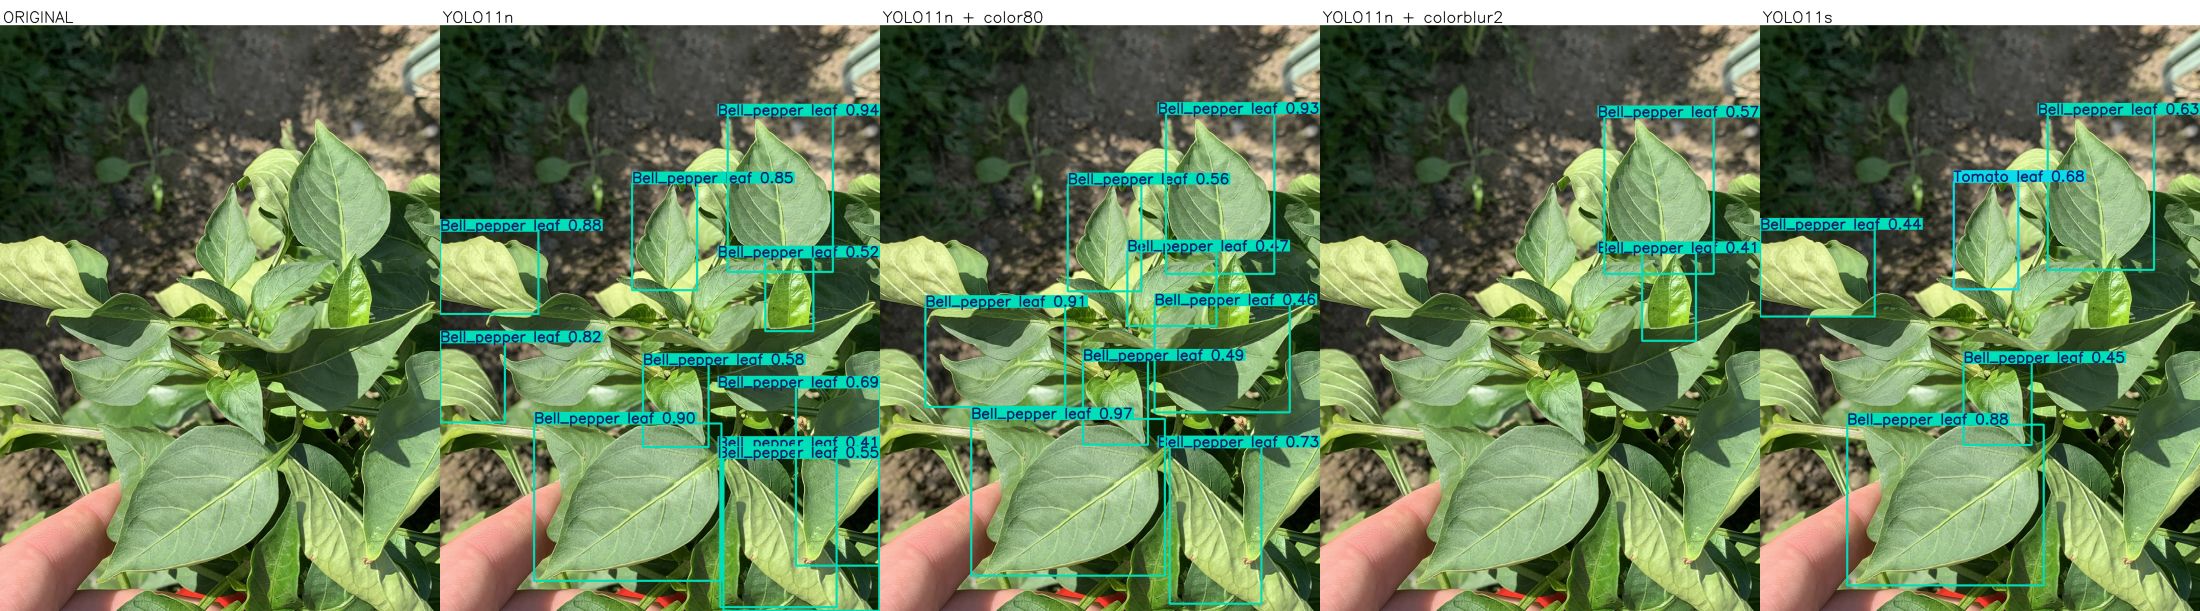 ORIGINAL
YOLO11n
Bell_pepper leaf 0.94
Bell_pepper leaf 0.85
Bell_pepper leaf 0.88
Bell_pepper leaf 0.52
Bell_pepper leaf 0.82
Bell_pepper leaf 0.58
Bell_pepper leaf 0.69
Bell_pepper leaf 0.90
Bell_pepper leaf 0.41
Bell_pepper leaf 0.55
YOLO11n + color80
Bell_pepper leaf 0.93
Bell_pepper leaf 0.56
Bell_pepper leaf 0.47
Bell_pepper leaf 0.91
Bell_pepper leaf 0.46
Bell_pepper leaf 0.49
Bell_pepper leaf 0.97
Bell_pepper leaf 0.73
YOLO11n + colorblur2
Bell_pepper leaf 0.57
Bell_pepper leaf 0.41
YOLO11s
Bell_pepper leaf 0.63
Tomato leaf 0.68
Bell_pepper leaf 0.44
Bell_pepper leaf 0.45
Bell_pepper leaf 0.88